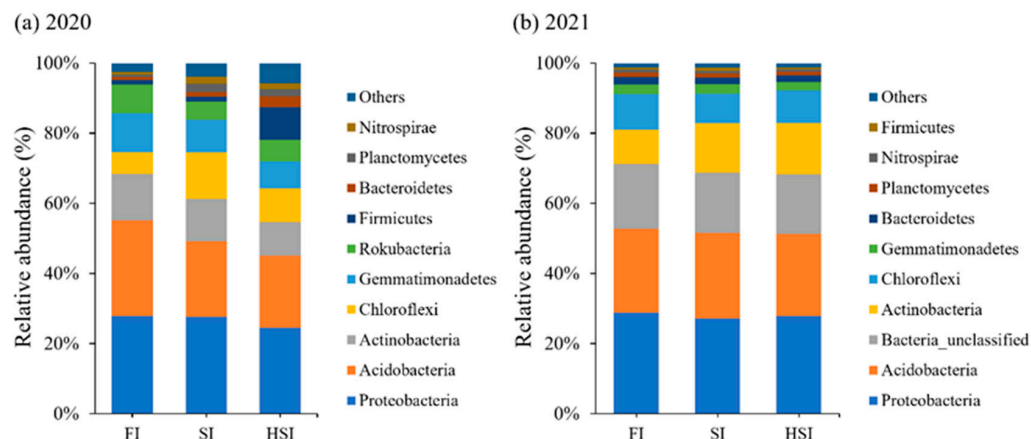 (a) 2020
Relative abundance (%)
100%
80%
60%
40%
20%
0%
FI SI HSI
Others
Nitrospirae
Planctomycetes
Bacteroidetes
Firmicutes
Rokubacteria
Gemmatimonadetes
Chloroflexi
Actinobacteria
Acidobacteria
Proteobacteria
(b) 2021
Relative abundance (%)
100%
80%
60%
40%
20%
0%
FI SI HSI
Others
Firmicutes
Nitrospirae
Planctomycetes
Bacteroidetes
Gemmatimonadetes
Chloroflexi
Actinobacteria
Bacteria_unclassified
Acidobacteria
Proteobacteria